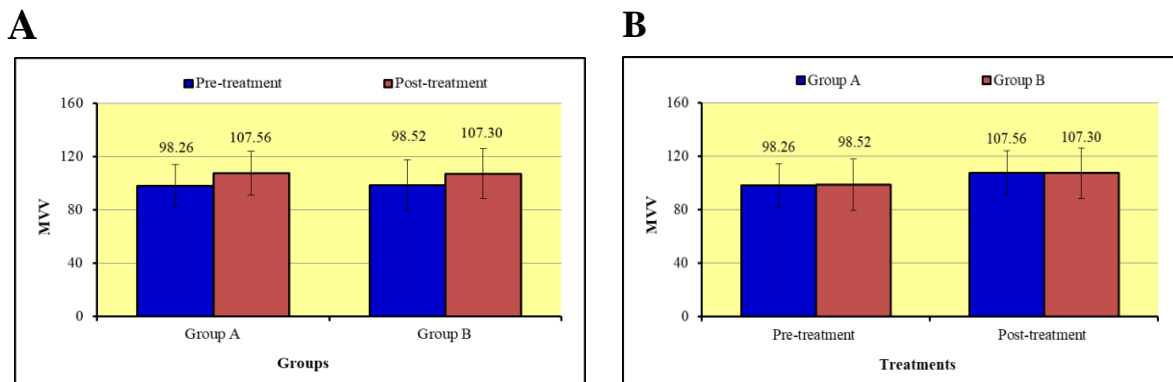 A
Pre-treatment Post-treatment
160
120
80
40
0
MVV
98.26 107.56 98.52 107.30
Group A Group B
Groups
B
Group A Group B
160
120
80
40
0
MVV
98.26 98.52 107.56 107.30
Pre-treatment Post-treatment
Treatments